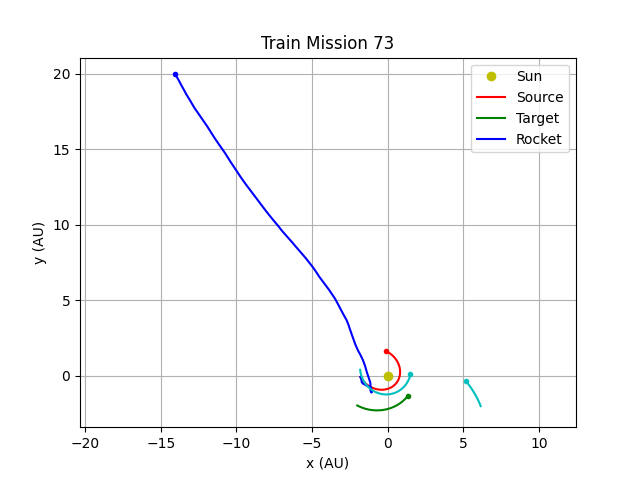 Train Mission 73
Sun
Source
Target
Rocket
20
15
10
5
0
y (AU)
−20
−15
−10
−5
0
5
10
x (AU)